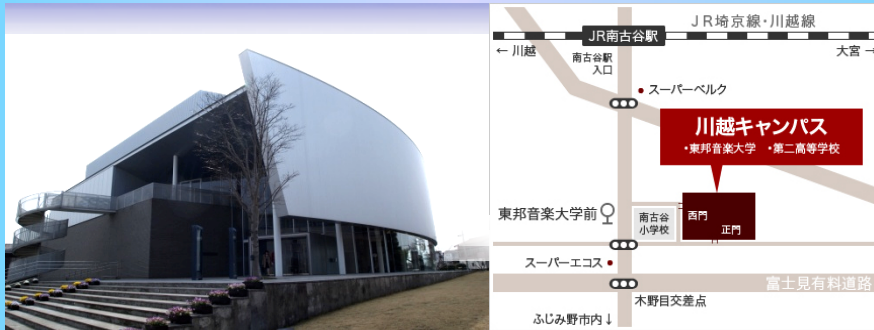 JR埼京線・川越線
JR南古谷駅
← 川越
大宮 →
南古谷駅
入口
スーパーベルク
川越キャンパス
・東邦音楽大学 ・第二高等学校
東邦音楽大学前
南古谷
小学校
西門
正門
スーパーエコス
富士見有料道路
木野目交差点
ふじみ野市内↓